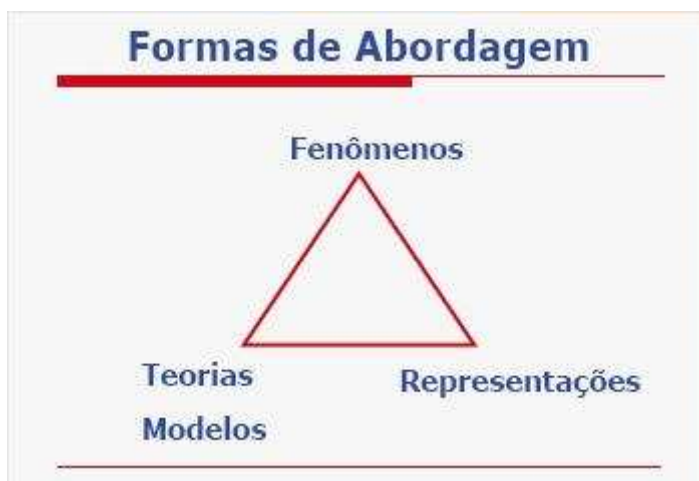 Formas de Abordagem
Fenômenos
Teorias
Representações
Modelos